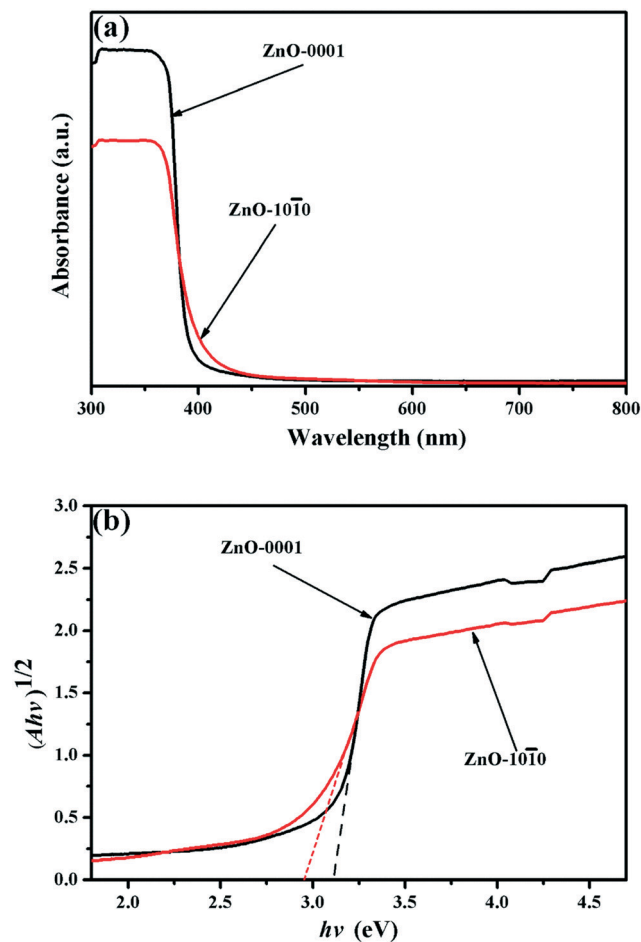 (a)
ZnO-0001
ZnO-101̅0
Absorbance (a.u.)
300 400 500 600 700 800
Wavelength (nm)
(b)
3.0
ZnO-0001
2.5
2.0
1.5
(Ahν)1/2
1.0
ZnO-101̅0
0.5
0.0
2.0 2.5 3.0 3.5 4.0 4.5
hν (eV)